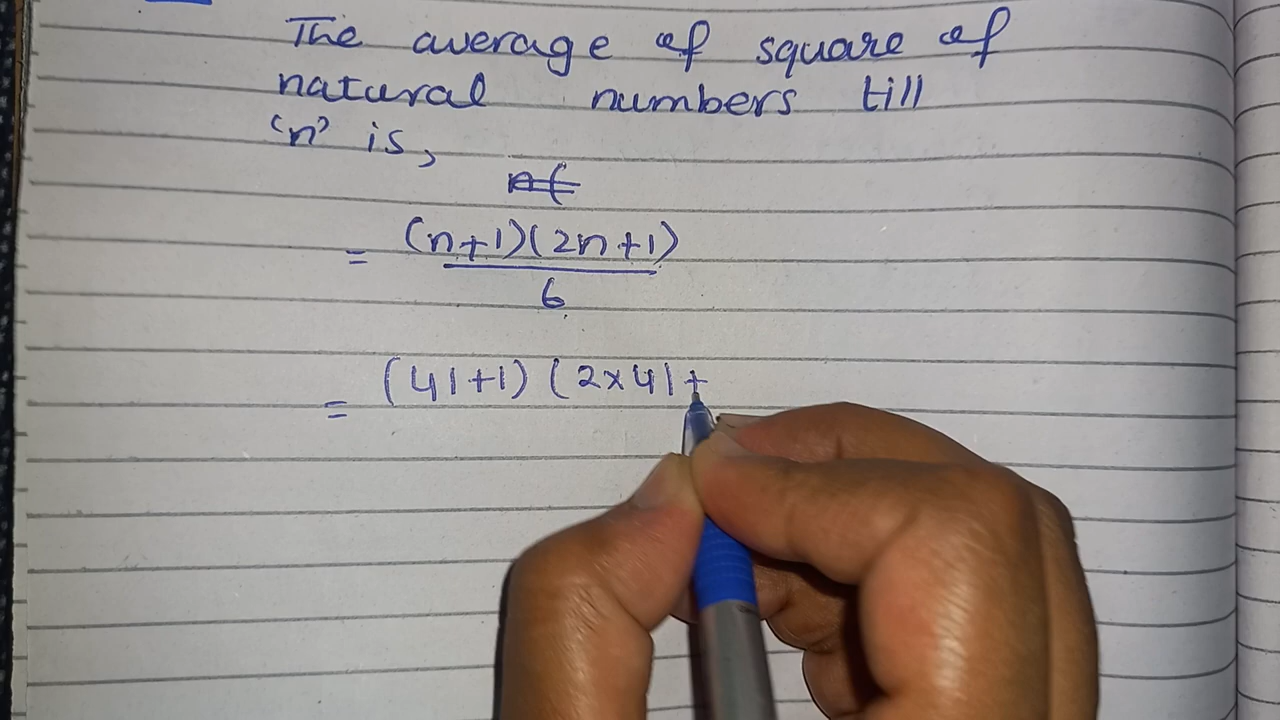 The average of square of
natural numbers till
'n' is,
= (n+1)(2n+1)
6
= (41+1) (2×41+